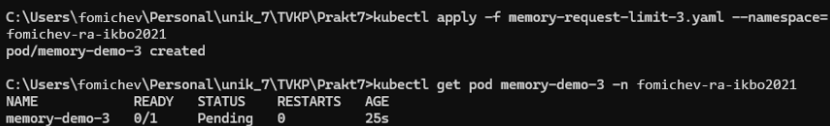 C:\Users\fomichev\Personal\unik_7\TVKP\Prakt7>kubectl apply -f memory-request-limit-3.yaml --namespace=
fomichev-ra-ikbo2021
pod/memory-demo-3 created
C:\Users\fomichev\Personal\unik_7\TVKP\Prakt7>kubectl get pod memory-demo-3 -n fomichev-ra-ikbo2021
NAME READY STATUS RESTARTS AGE
memory-demo-3 0/1 Pending 0 25s